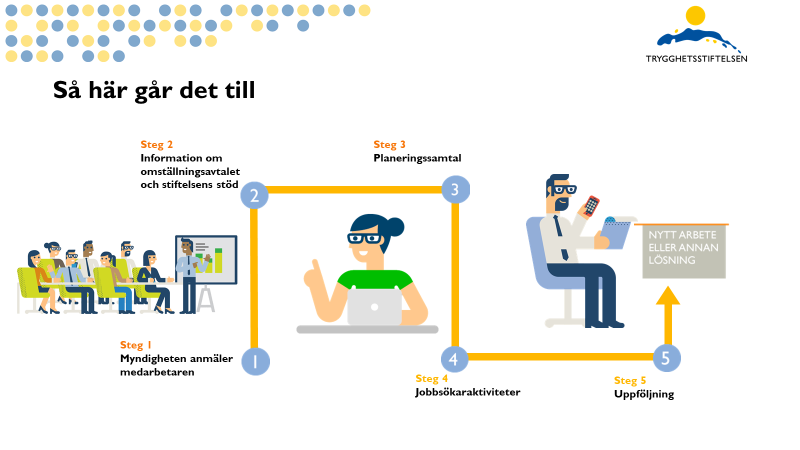 TRYGGHETSSTIFTELSEN
Så här går det till
Steg 2
Information om
omställningsavtalet
och stiftelsens stöd
Steg 3
Planeringssamtal
2
3
NYTT ARBETE
ELLER ANNAN
LÖSNING
Steg 1
Myndigheten anmäler
medarbetaren
1
4
5
Steg 4
Jobbsökaraktiviteter
Steg 5
Uppföljning